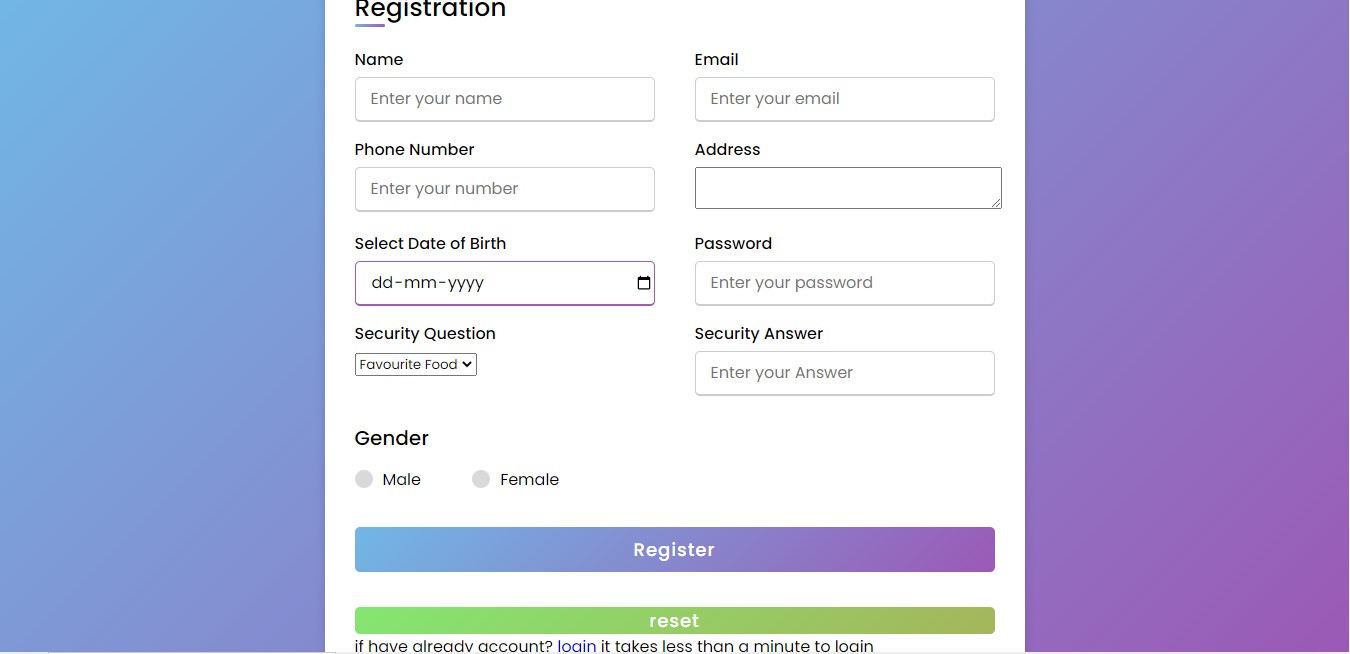 Registration
Name Email
Enter your name Enter your email
Phone Number Address
Enter your number
Select Date of Birth Password
dd-mm-yyyy Enter your password
Security Question Security Answer
Favourite Food Enter your Answer
Gender
Male Female
Register
reset
if have already account? login it takes less than a minute to login